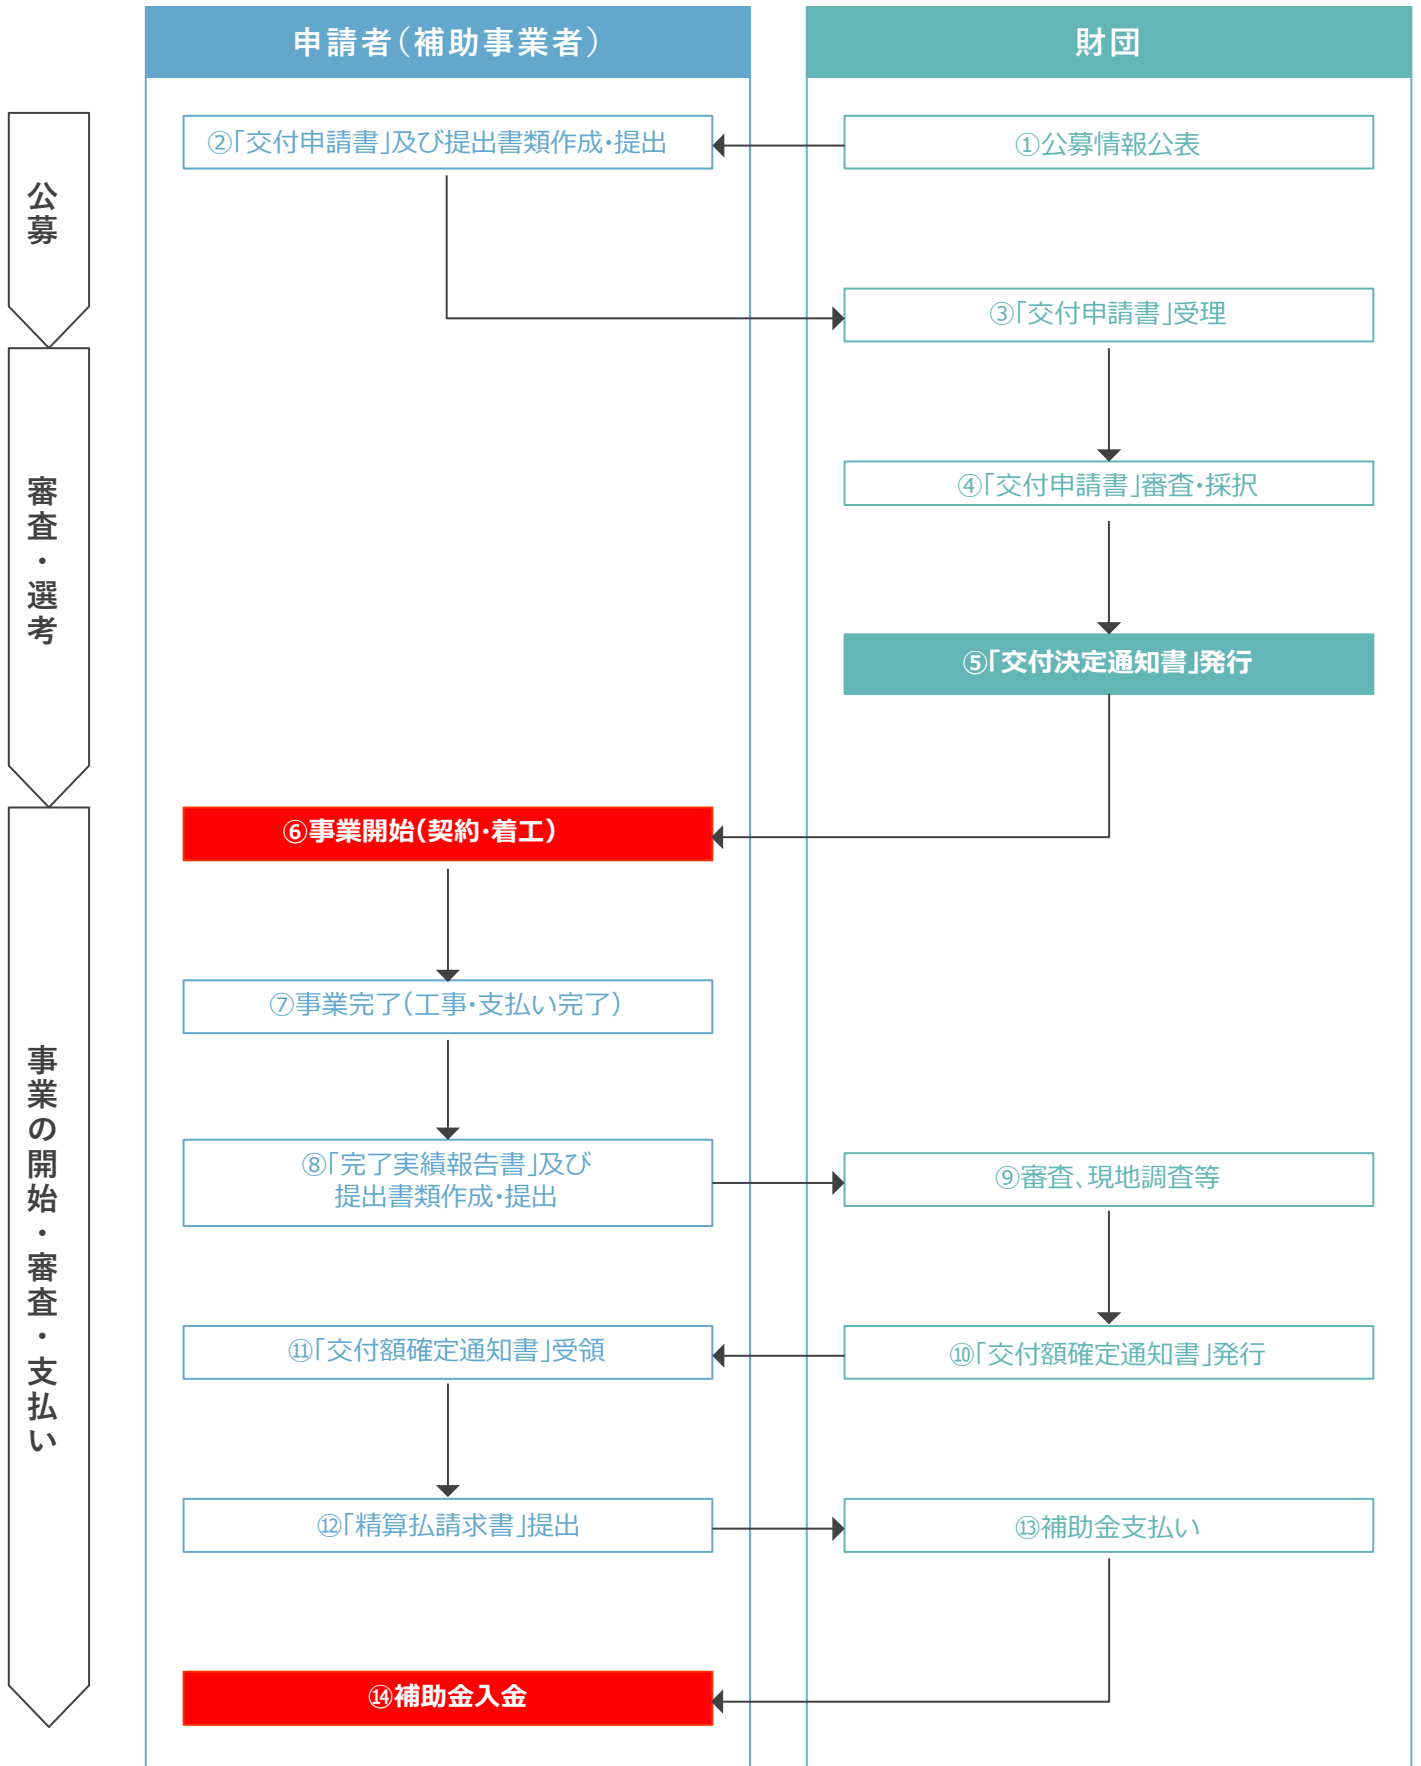 申請者（補助事業者）
財団
公募
②「交付申請書」及び提出書類作成・提出
①公募情報公表
③「交付申請書」受理
審査・選考
④「交付申請書」審査・採択
⑤「交付決定通知書」発行
事業の開始・審査・支払い
⑥事業開始（契約・着工）
⑦事業完了（工事・支払い完了）
⑧「完了実績報告書」及び
提出書類作成・提出
⑨審査、現地調査等
⑪「交付額確定通知書」受領
⑩「交付額確定通知書」発行
⑫「精算払請求書」提出
⑬補助金支払い
⑭補助金入金